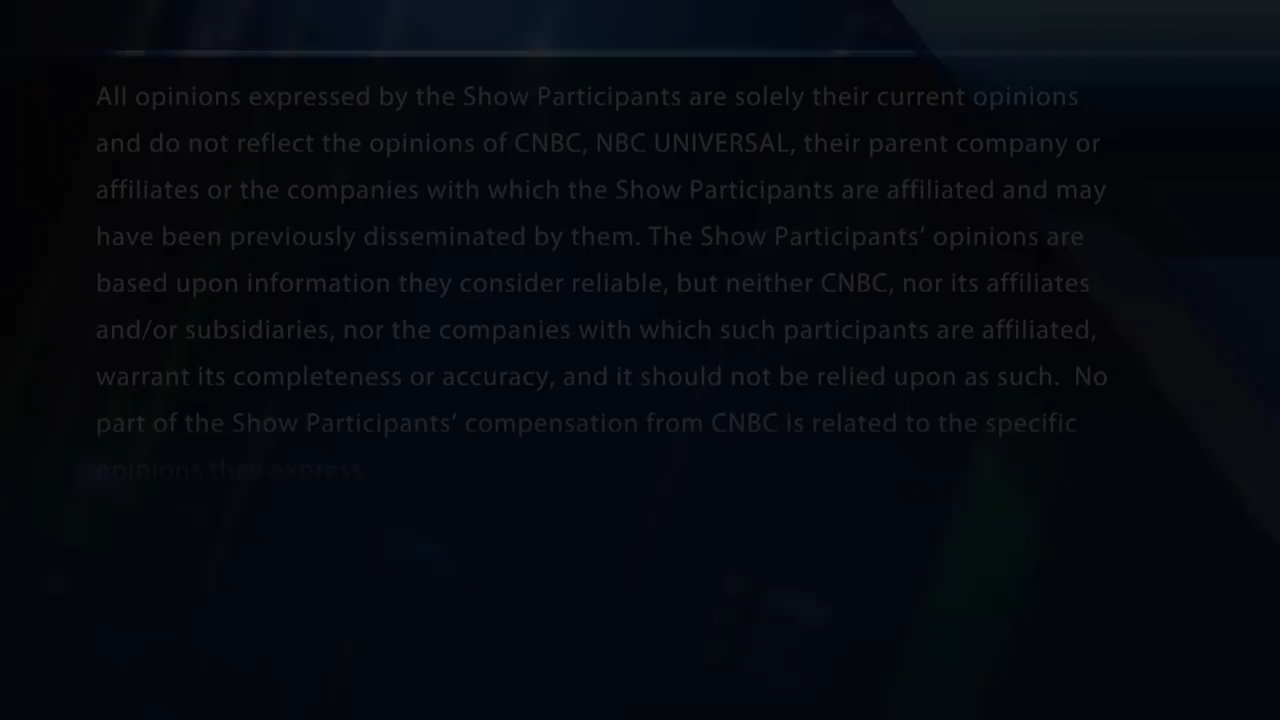 All opinions expressed by the Show Participants are solely their current opinions
and do not reflect the opinions of CNBC, NBC UNIVERSAL, their parent company or
affiliates or the companies with which the Show Participants are affiliated and may
have been previously disseminated by them. The Show Participants’ opinions are
based upon information they consider reliable, but neither CNBC, nor its affiliates
and/or subsidiaries, nor the companies with which such participants are affiliated,
warrant its completeness or accuracy, and it should not be relied upon as such.  No
part of the Show Participants’ compensation from CNBC is related to the specific
opinions they express